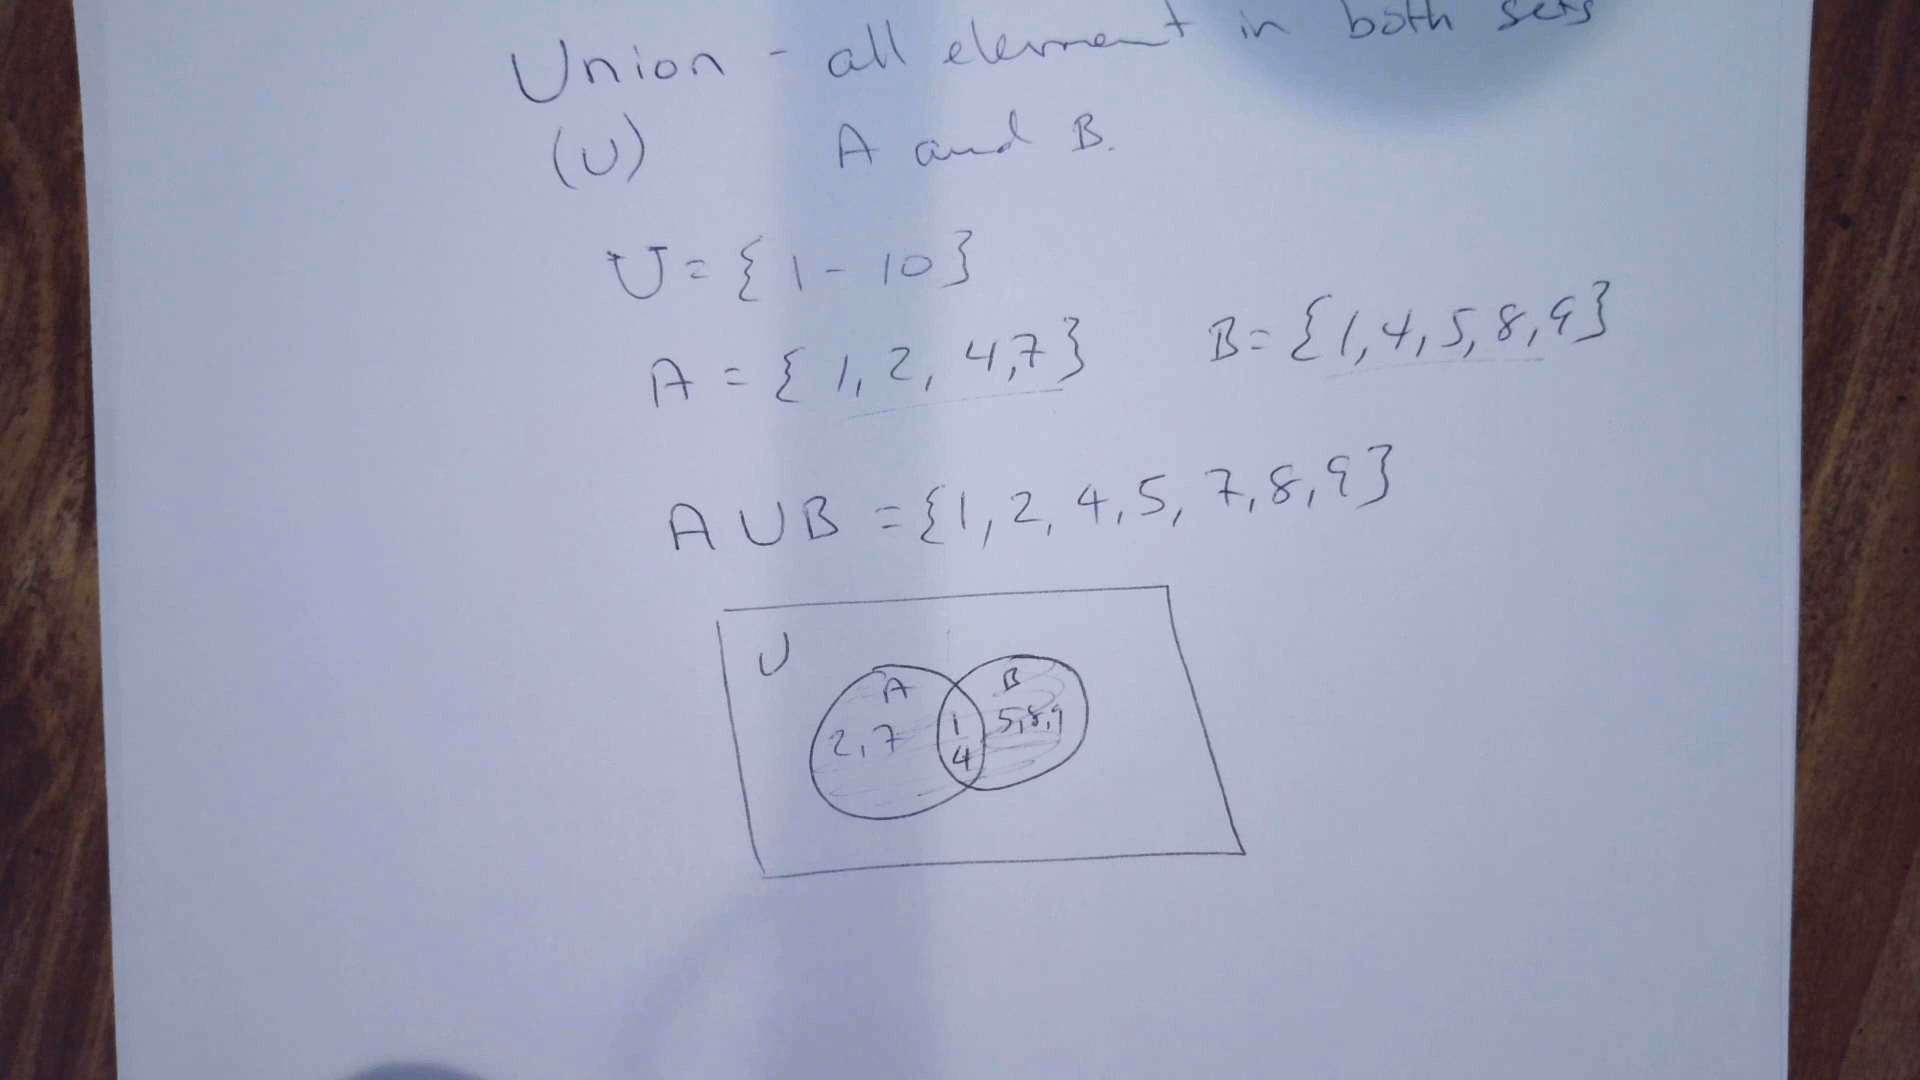 Union - all element in both sets
(U) A and B.
U = {1 - 10}
A = {1, 2, 4, 7} B = {1, 4, 5, 8, 9}
A U B = {1, 2, 4, 5, 7, 8, 9}
U
A B
2, 7 1 4 5, 8, 9